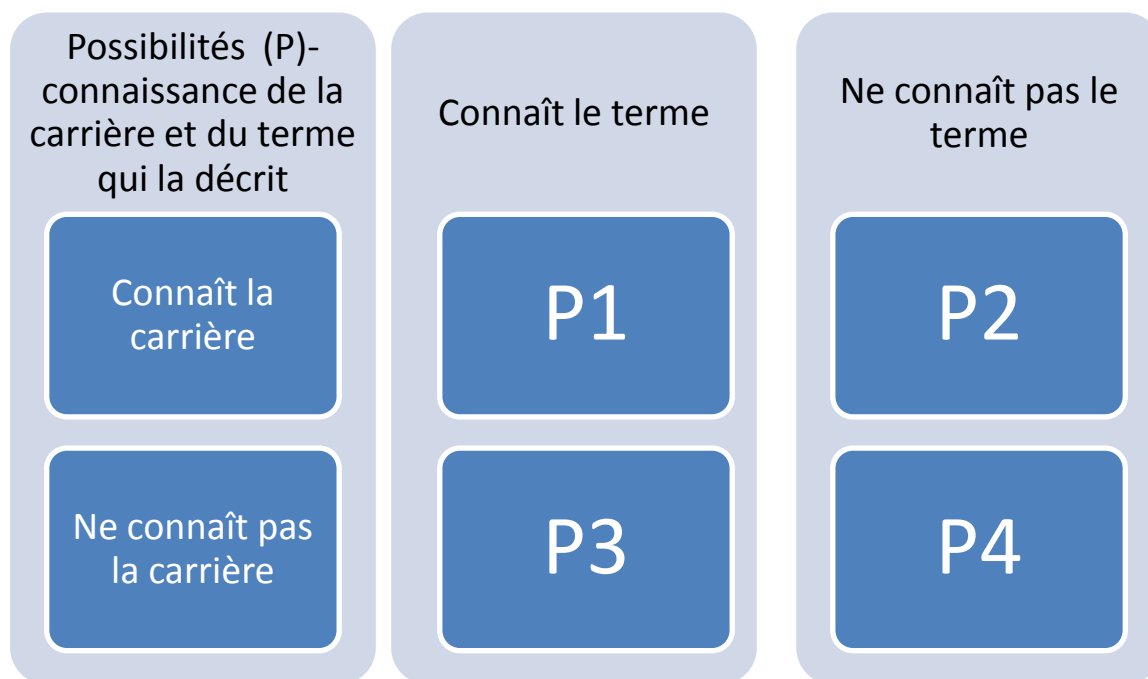 Possibilités (P)-
connaissance de la
carrière et du terme
qui la décrit
Connaît le terme
Ne connaît pas le
terme
Connaît la
carrière
P1
P2
Ne connaît pas
la carrière
P3
P4